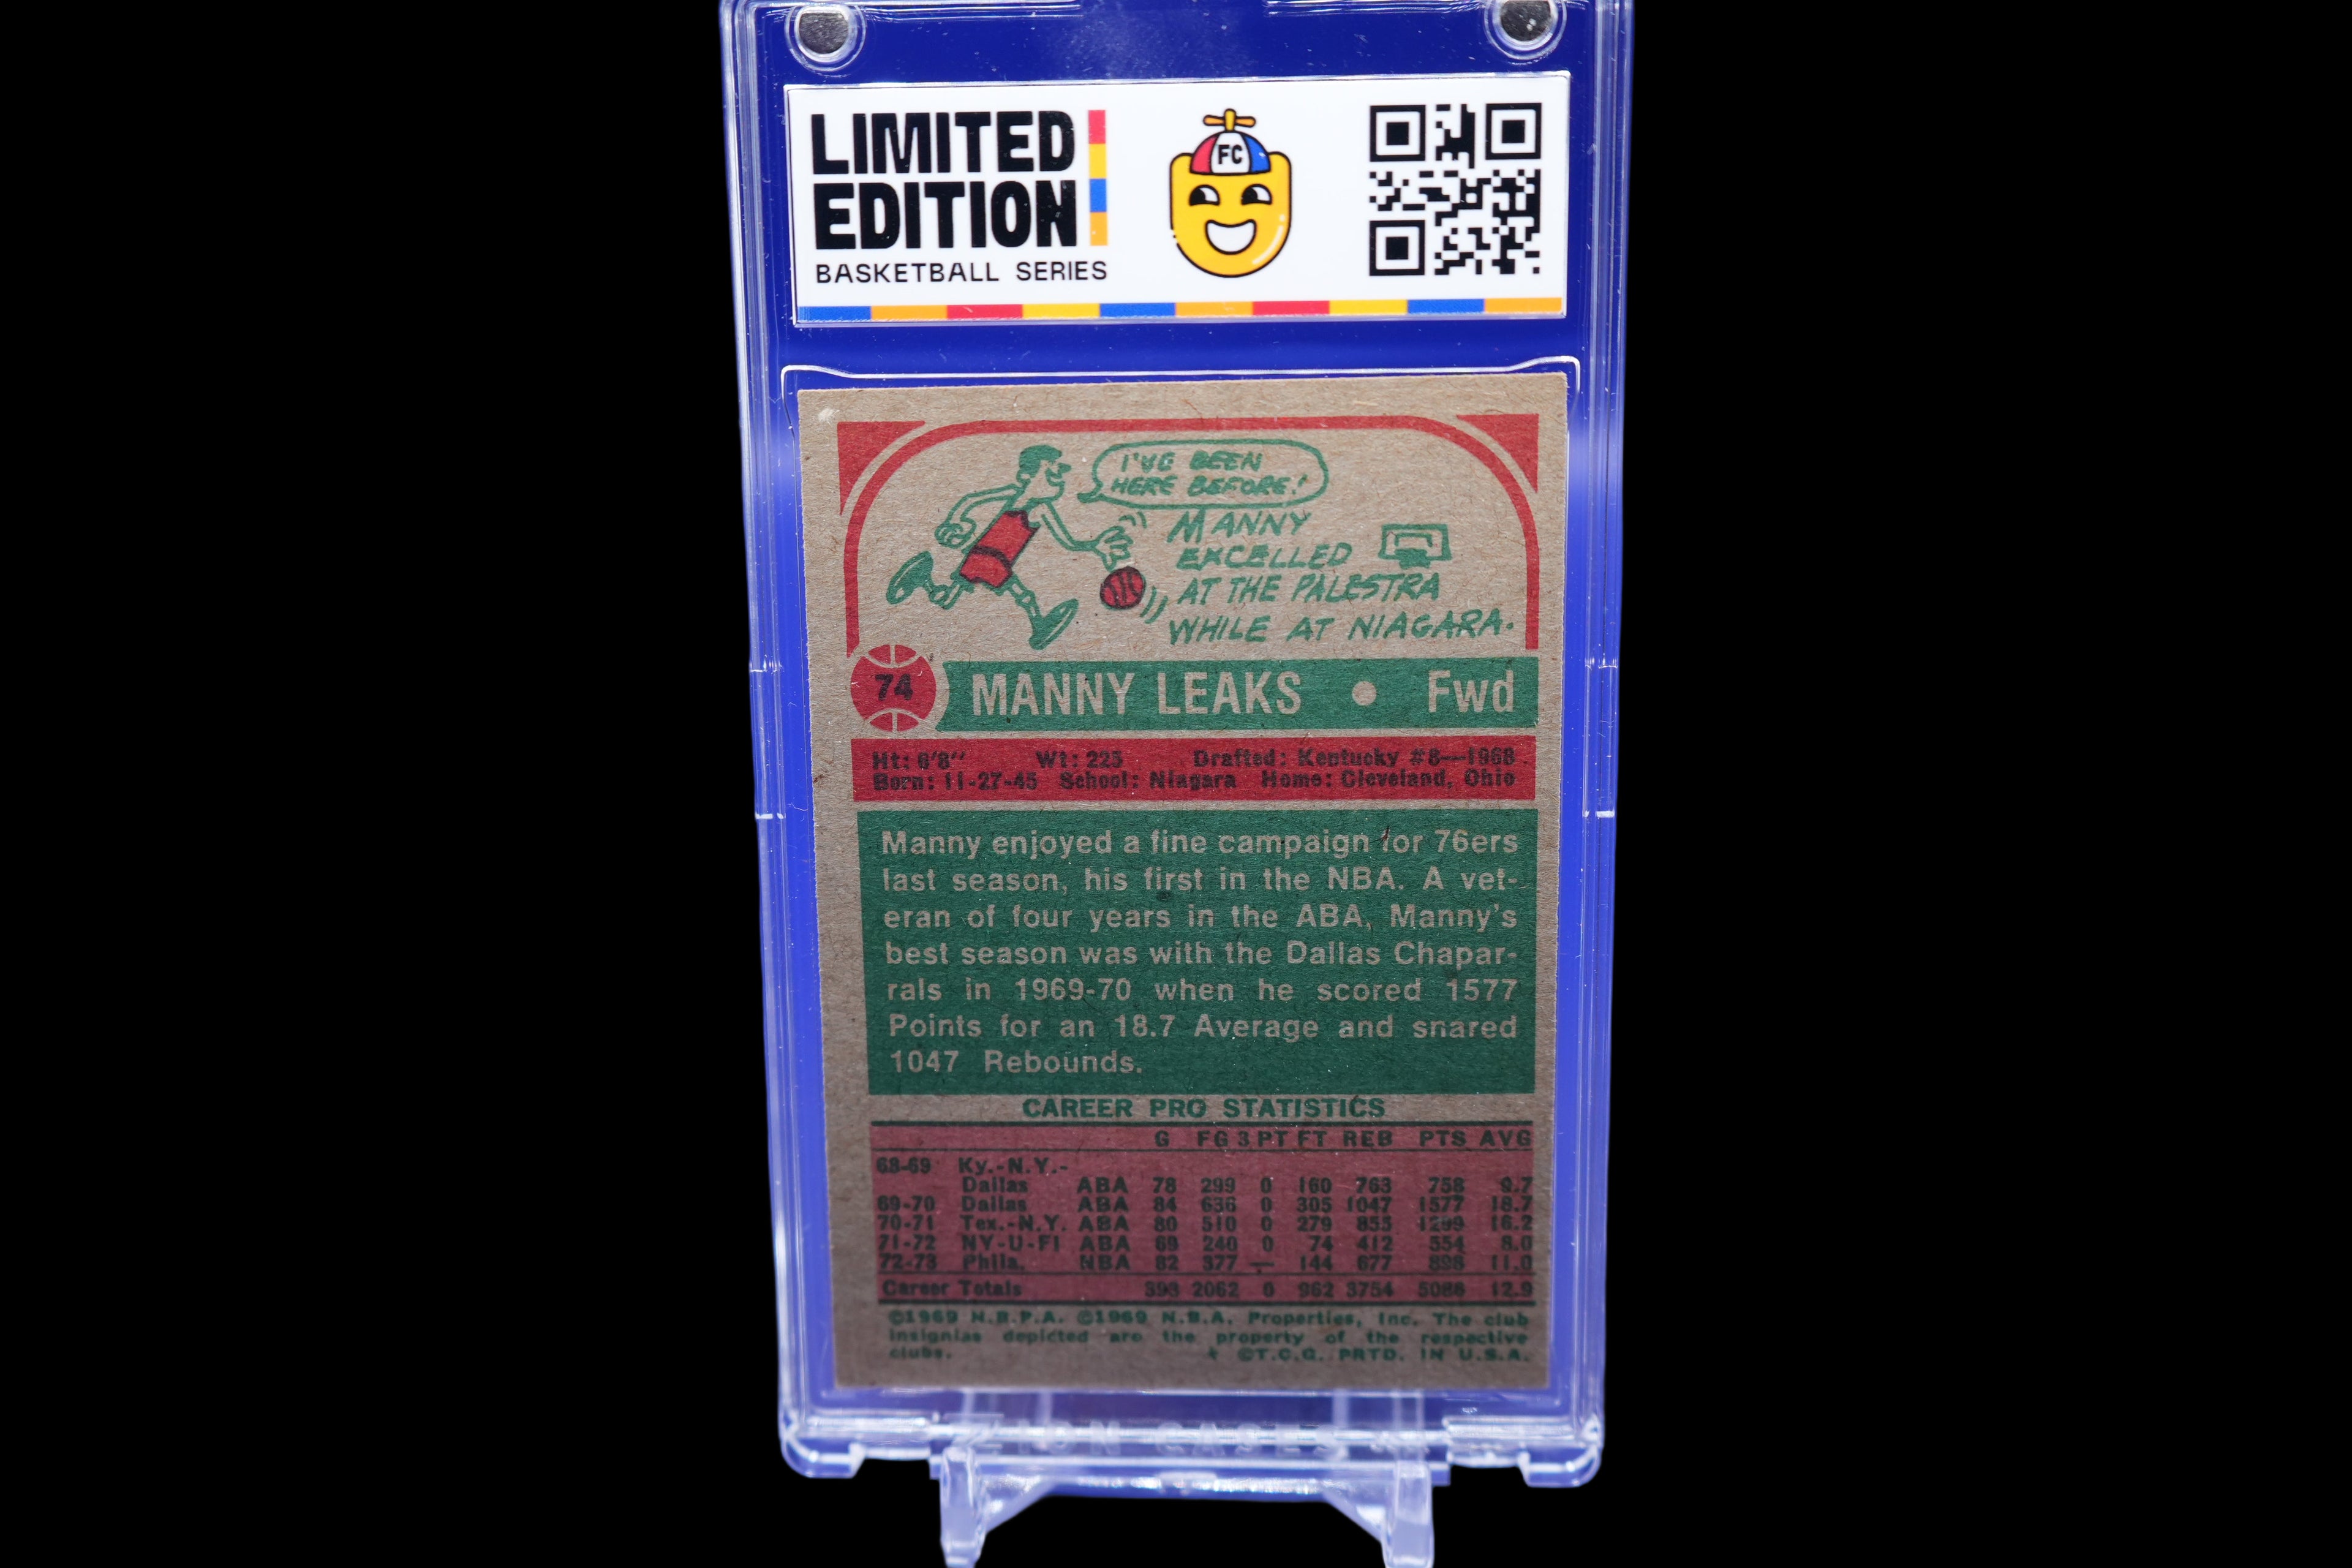 LIMITED
EDITION
BASKETBALL SERIES
FC
I'VE BEEN
HERE BEFORE!
MANNY
EXCELLED
AT THE PALESTRA
WHILE AT NIAGARA.
74 MANNY LEAKS • Fwd
Ht: 6'8" Wt: 225 Drafted: Kentucky #8—1968
Born: 11-27-45 School: Niagara Home: Cleveland, Ohio
Manny enjoyed a fine campaign for 76ers
last season, his first in the NBA. A vet-
eran of four years in the ABA, Manny's
best season was with the Dallas Chapar-
rals in 1969-70 when he scored 1577
Points for an 18.7 Average and snared
1047 Rebounds.
CAREER PRO STATISTICS
G FG 3 PT FT REB PTS AVG
68-69 Ky.-N.Y.-
Dallas ABA 78 299 0 160 763 758 9.7
69-70 Dallas ABA 84 636 0 305 1047 1577 18.7
70-71 Tex.-N.Y. ABA 80 510 0 279 855 1299 16.2
71-72 NY-U-Fl ABA 69 240 0 74 412 554 8.0
72-73 Phila. NBA 82 377 — 144 677 898 11.0
Career Totals 393 2062 0 962 3754 5086 12.9
©1969 N.B.P.A. ©1969 N.B.A. Properties, Inc. The club
insignias depicted are the property of the respective
clubs. ©T.C.G. PRTD. IN U.S.A.